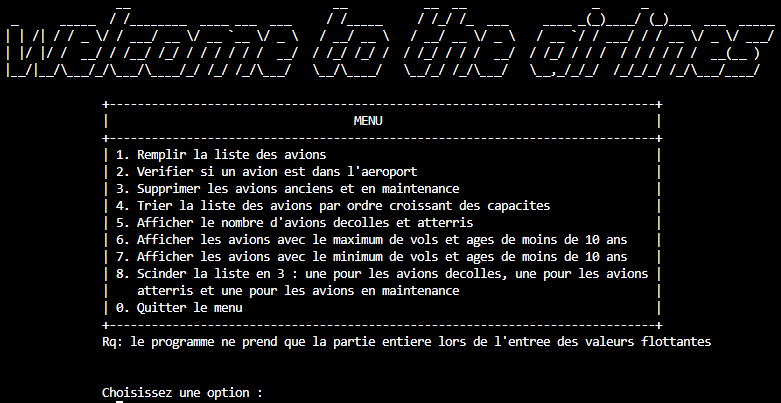 welcome to the airlines
MENU
1. Remplir la liste des avions
2. Verifier si un avion est dans l'aeroport
3. Supprimer les avions anciens et en maintenance
4. Trier la liste des avions par ordre croissant des capacites
5. Afficher le nombre d'avions decolles et atterris
6. Afficher les avions avec le maximum de vols et ages de moins de 10 ans
7. Afficher les avions avec le minimum de vols et ages de moins de 10 ans
8. Scinder la liste en 3 : une pour les avions decolles, une pour les avions
atterris et une pour les avions en maintenance
0. Quitter le menu
Rq: le programme ne prend que la partie entiere lors de l'entree des valeurs flottantes
Choisissez une option :